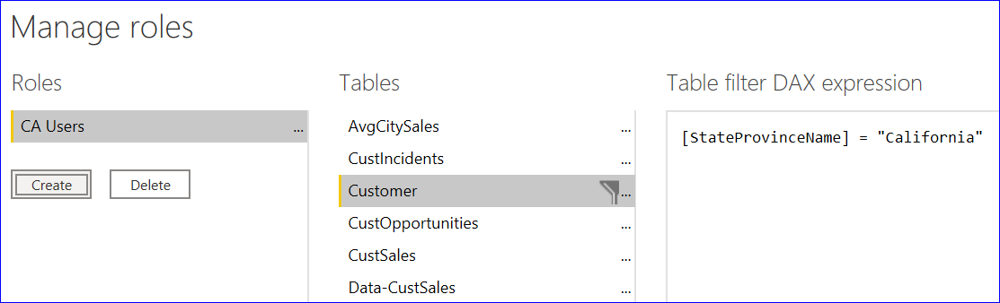 Manage roles
Roles
CA Users
...
Create
Delete
Tables
AvgCitySales
...
CustIncidents
...
Customer
...
CustOpportunities
...
CustSales
...
Data-CustSales
...
Table filter DAX expression
[StateProvinceName] = "California"